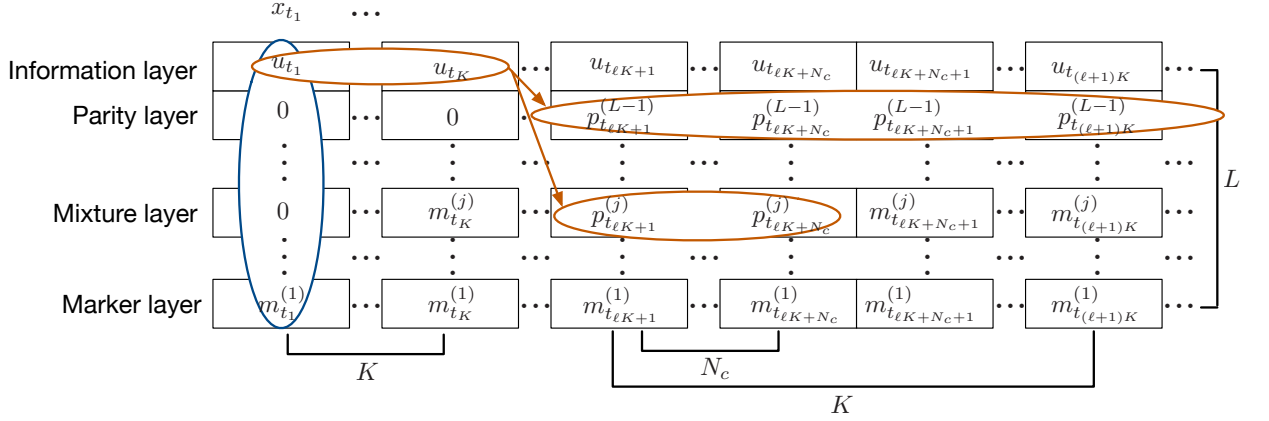 x_{t_1} ...
Information layer u_{t_1} u_{t_K} ... u_{t_{ℓK+1}} ... u_{t_{ℓK+N_c}} u_{t_{ℓK+N_c+1}} ... u_{t_{(ℓ+1)K}} ...
Parity layer 0 ... 0 ... p^{(L-1)}_{t_{ℓK+1}} p^{(L-1)}_{t_{ℓK+N_c}} p^{(L-1)}_{t_{ℓK+N_c+1}} p^{(L-1)}_{t_{(ℓ+1)K}}
L
Mixture layer 0 ... m^{(j)}_{t_K} ... p^{(j)}_{t_{ℓK+1}} p^{(j)}_{t_{ℓK+N_c}} m^{(j)}_{t_{ℓK+N_c+1}} ... m^{(j)}_{t_{(ℓ+1)K}} ...
Marker layer m^{(1)}_{t_1} ... m^{(1)}_{t_K} ... m^{(1)}_{t_{ℓK+1}} ... m^{(1)}_{t_{ℓK+N_c}} m^{(1)}_{t_{ℓK+N_c+1}} ... m^{(1)}_{t_{(ℓ+1)K}} ...
K N_c
K